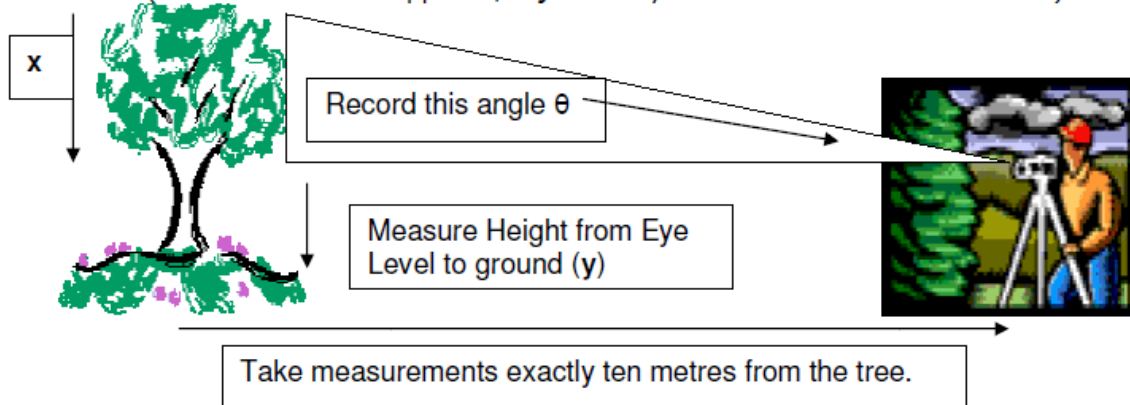 x
Record this angle θ
Measure Height from Eye
Level to ground (y)
Take measurements exactly ten metres from the tree.